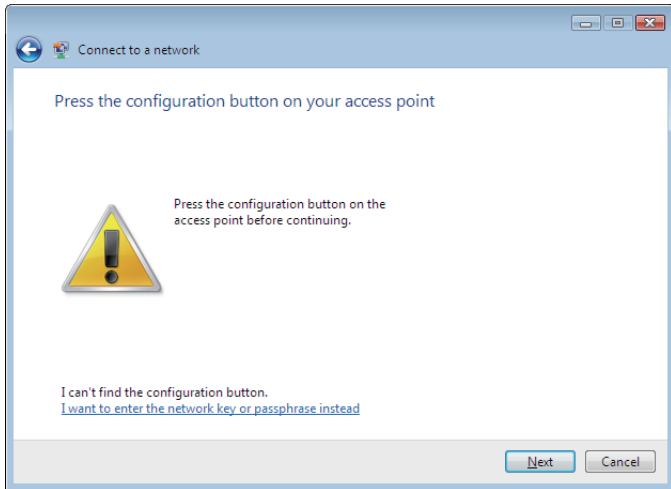 Connect to a network
Press the configuration button on your access point
Press the configuration button on the
access point before continuing.
I can't find the configuration button.
I want to enter the network key or passphrase instead
Next
Cancel